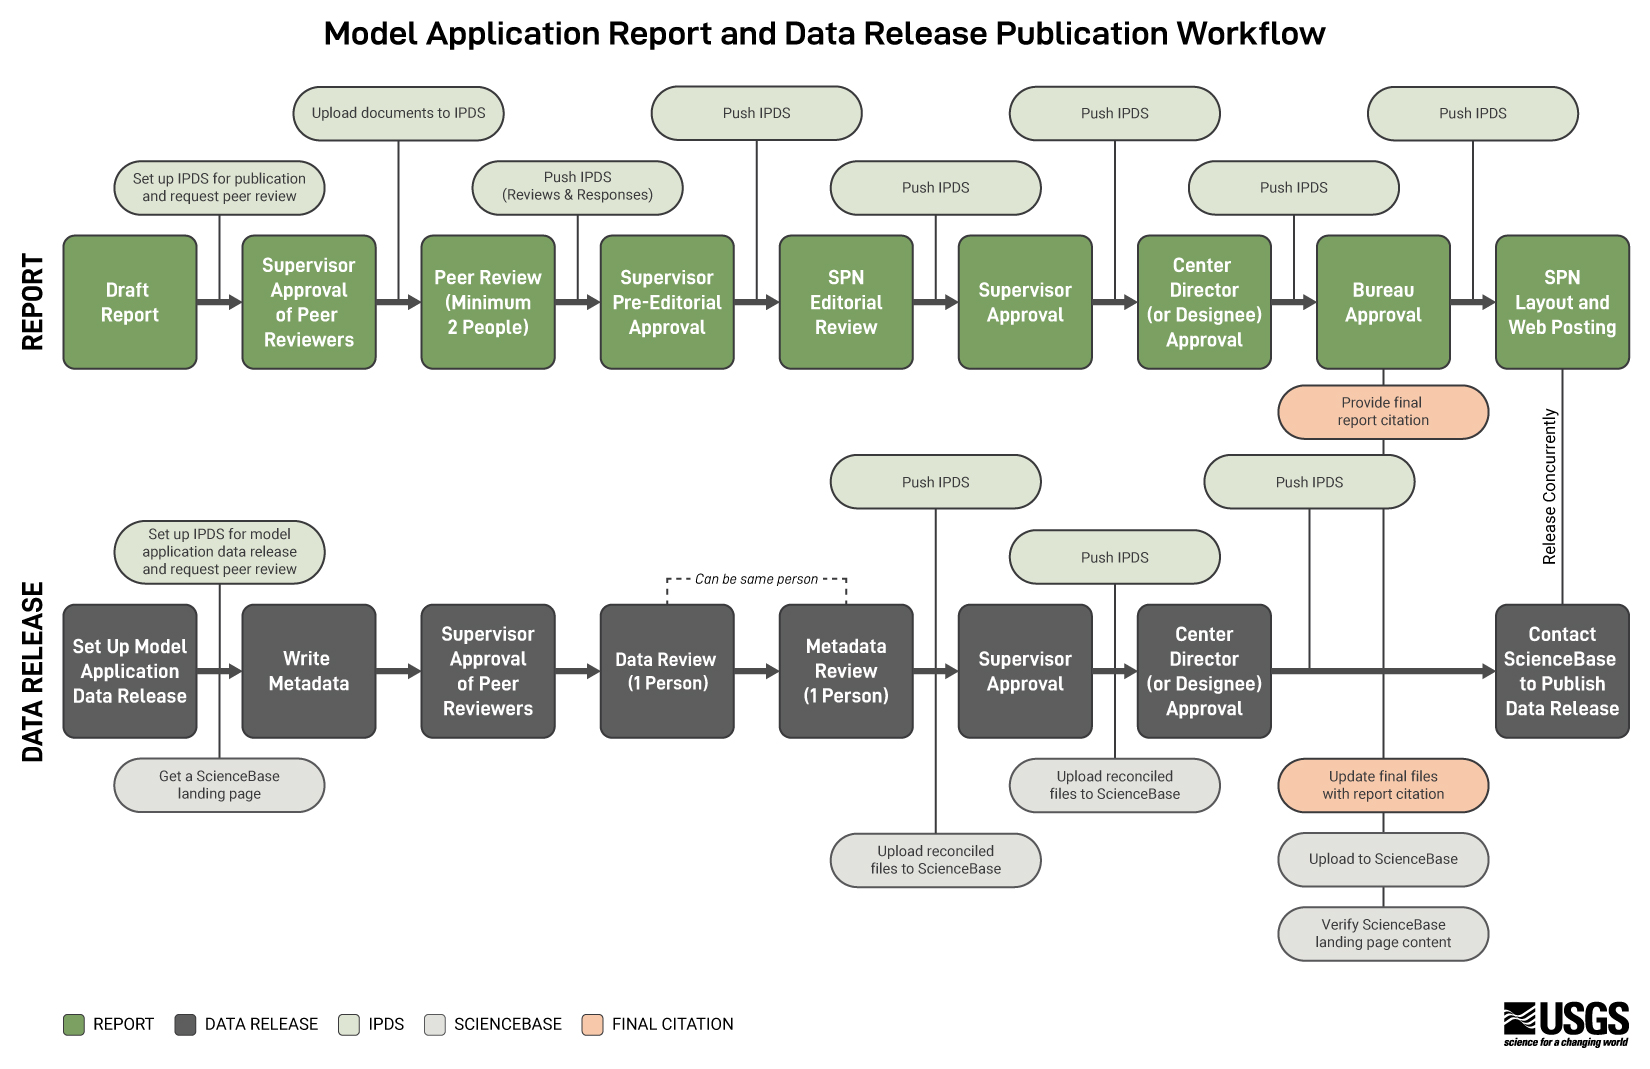 Model Application Report and Data Release Publication Workflow
Upload documents to IPDS
Push IPDS
Push IPDS
Push IPDS
Set up IPDS for publication
and request peer review
Push IPDS
(Reviews & Responses)
Push IPDS
Push IPDS
REPORT
Draft
Report
Supervisor
Approval
of Peer
Reviewers
Peer Review
(Minimum
2 People)
Supervisor
Pre-Editorial
Approval
SPN
Editorial
Review
Supervisor
Approval
Center
Director
(or Designee)
Approval
Bureau
Approval
SPN
Layout and
Web Posting
Provide final
report citation
Release Concurrently
Push IPDS
Push IPDS
Set up IPDS for model
application data release
and request peer review
Push IPDS
Can be same person
DATA RELEASE
Set Up Model
Application
Data Release
Write
Metadata
Supervisor
Approval
of Peer
Reviewers
Data Review
(1 Person)
Metadata
Review
(1 Person)
Supervisor
Approval
Center
Director
(or Designee)
Approval
Contact
ScienceBase
to Publish
Data Release
Get a ScienceBase
landing page
Upload reconciled
files to ScienceBase
Update final files
with report citation
Upload reconciled
files to ScienceBase
Upload to ScienceBase
Verify ScienceBase
landing page content
REPORT
DATA RELEASE
IPDS
SCIENCEBASE
FINAL CITATION
USGS
science for a changing world